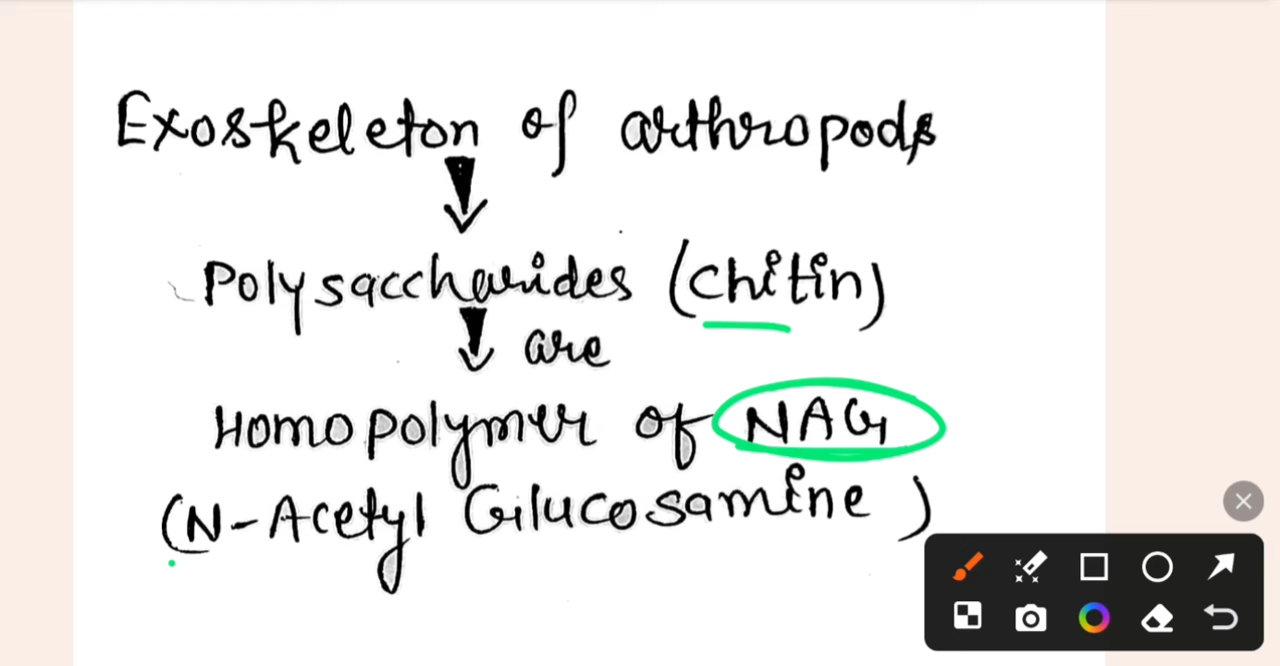 Exoskeleton of arthropods
Polysaccharides (chitin)
are
Homopolymer of NAG
(N-Acetyl Glucosamine)